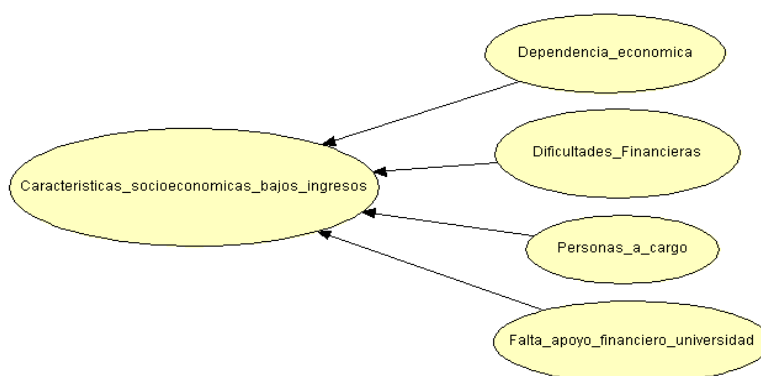 Dependencia_economica
Dificultades_Financieras
Caracteristicas_socioeconomicas_bajos_ingresos
Personas_a_cargo
Falta_apoyo_financiero_universidad